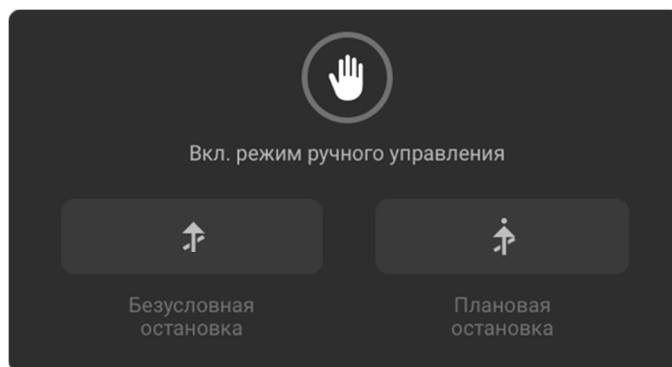 Вкл. режим ручного управления
Безусловная
остановка
Плановая
остановка